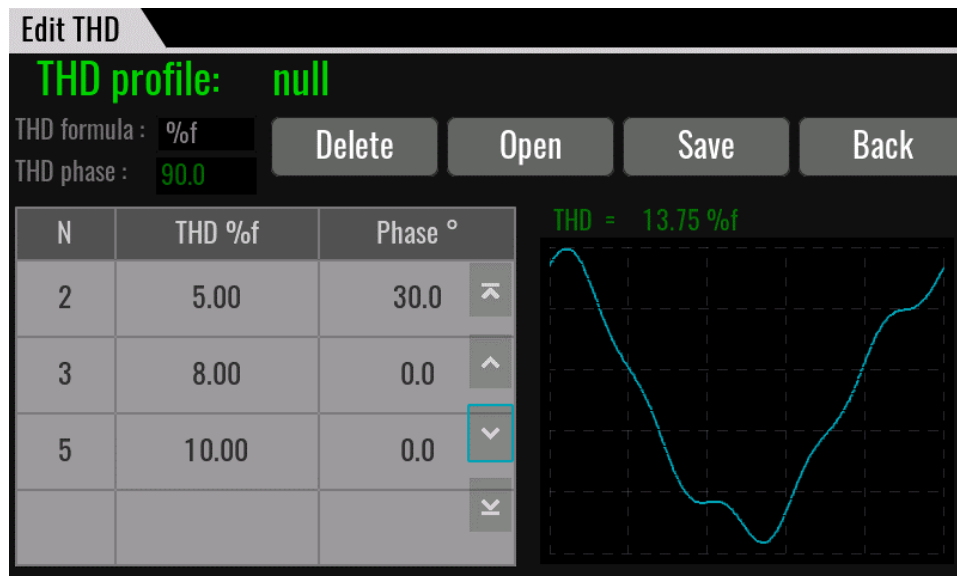 Edit THD
THD profile: null
THD formula : %f
THD phase : 90.0
Delete Open Save Back
N THD %f Phase °
2 5.00 30.0
3 8.00 0.0
5 10.00 0.0
THD = 13.75 %f